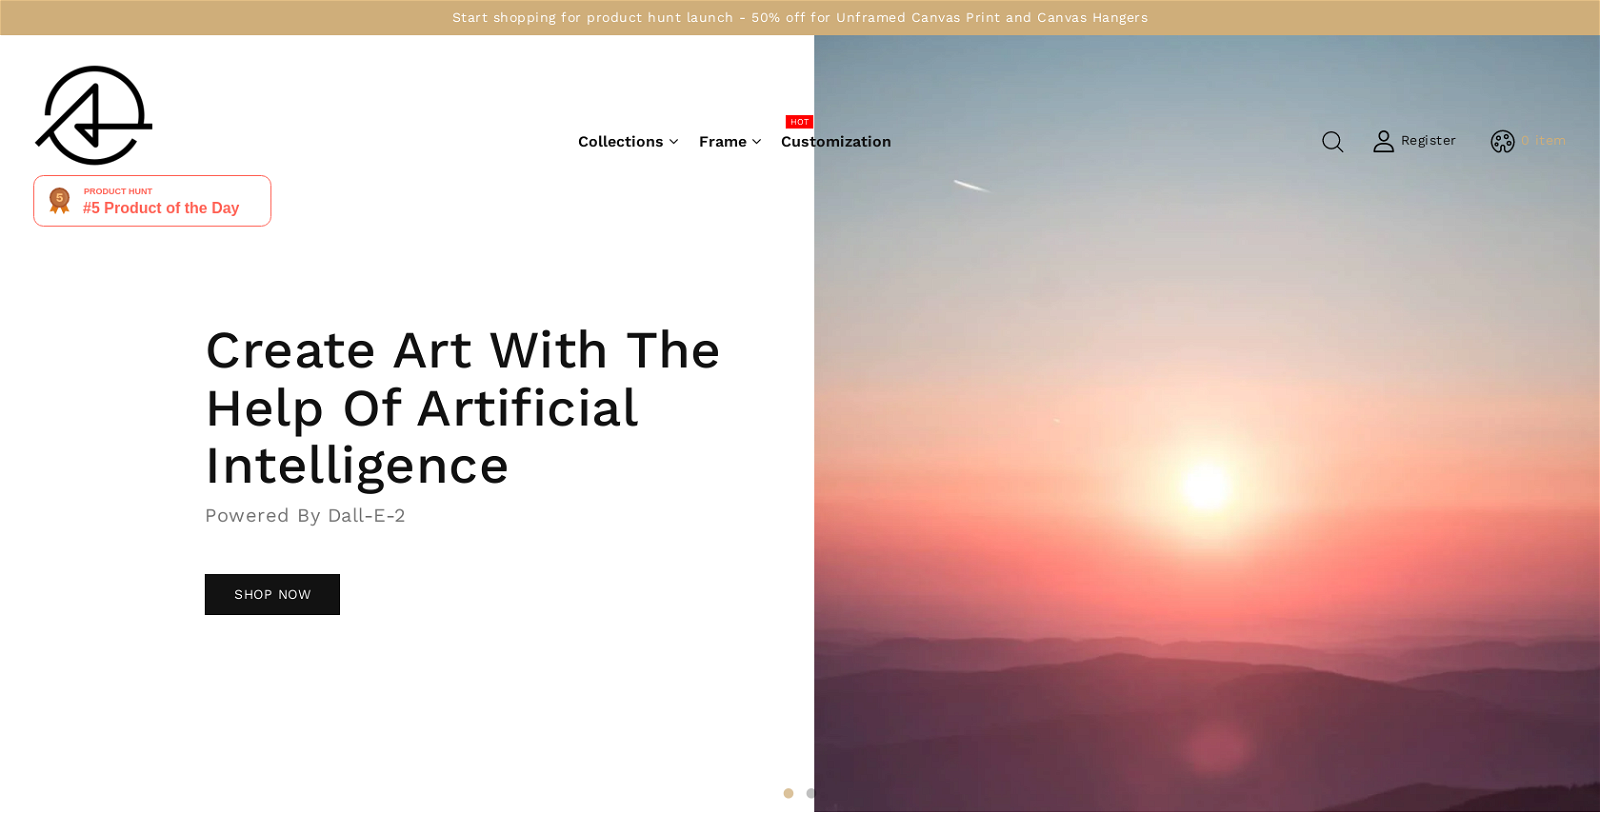 Start shopping for product hunt launch - 50% off for Unframed Canvas Print and Canvas Hangers
HOT
Collections Frame Customization
Register
0 item
5
PRODUCT HUNT
#5 Product of the Day
Create Art With The
Help Of Artificial
Intelligence
Powered By Dall-E-2
SHOP NOW